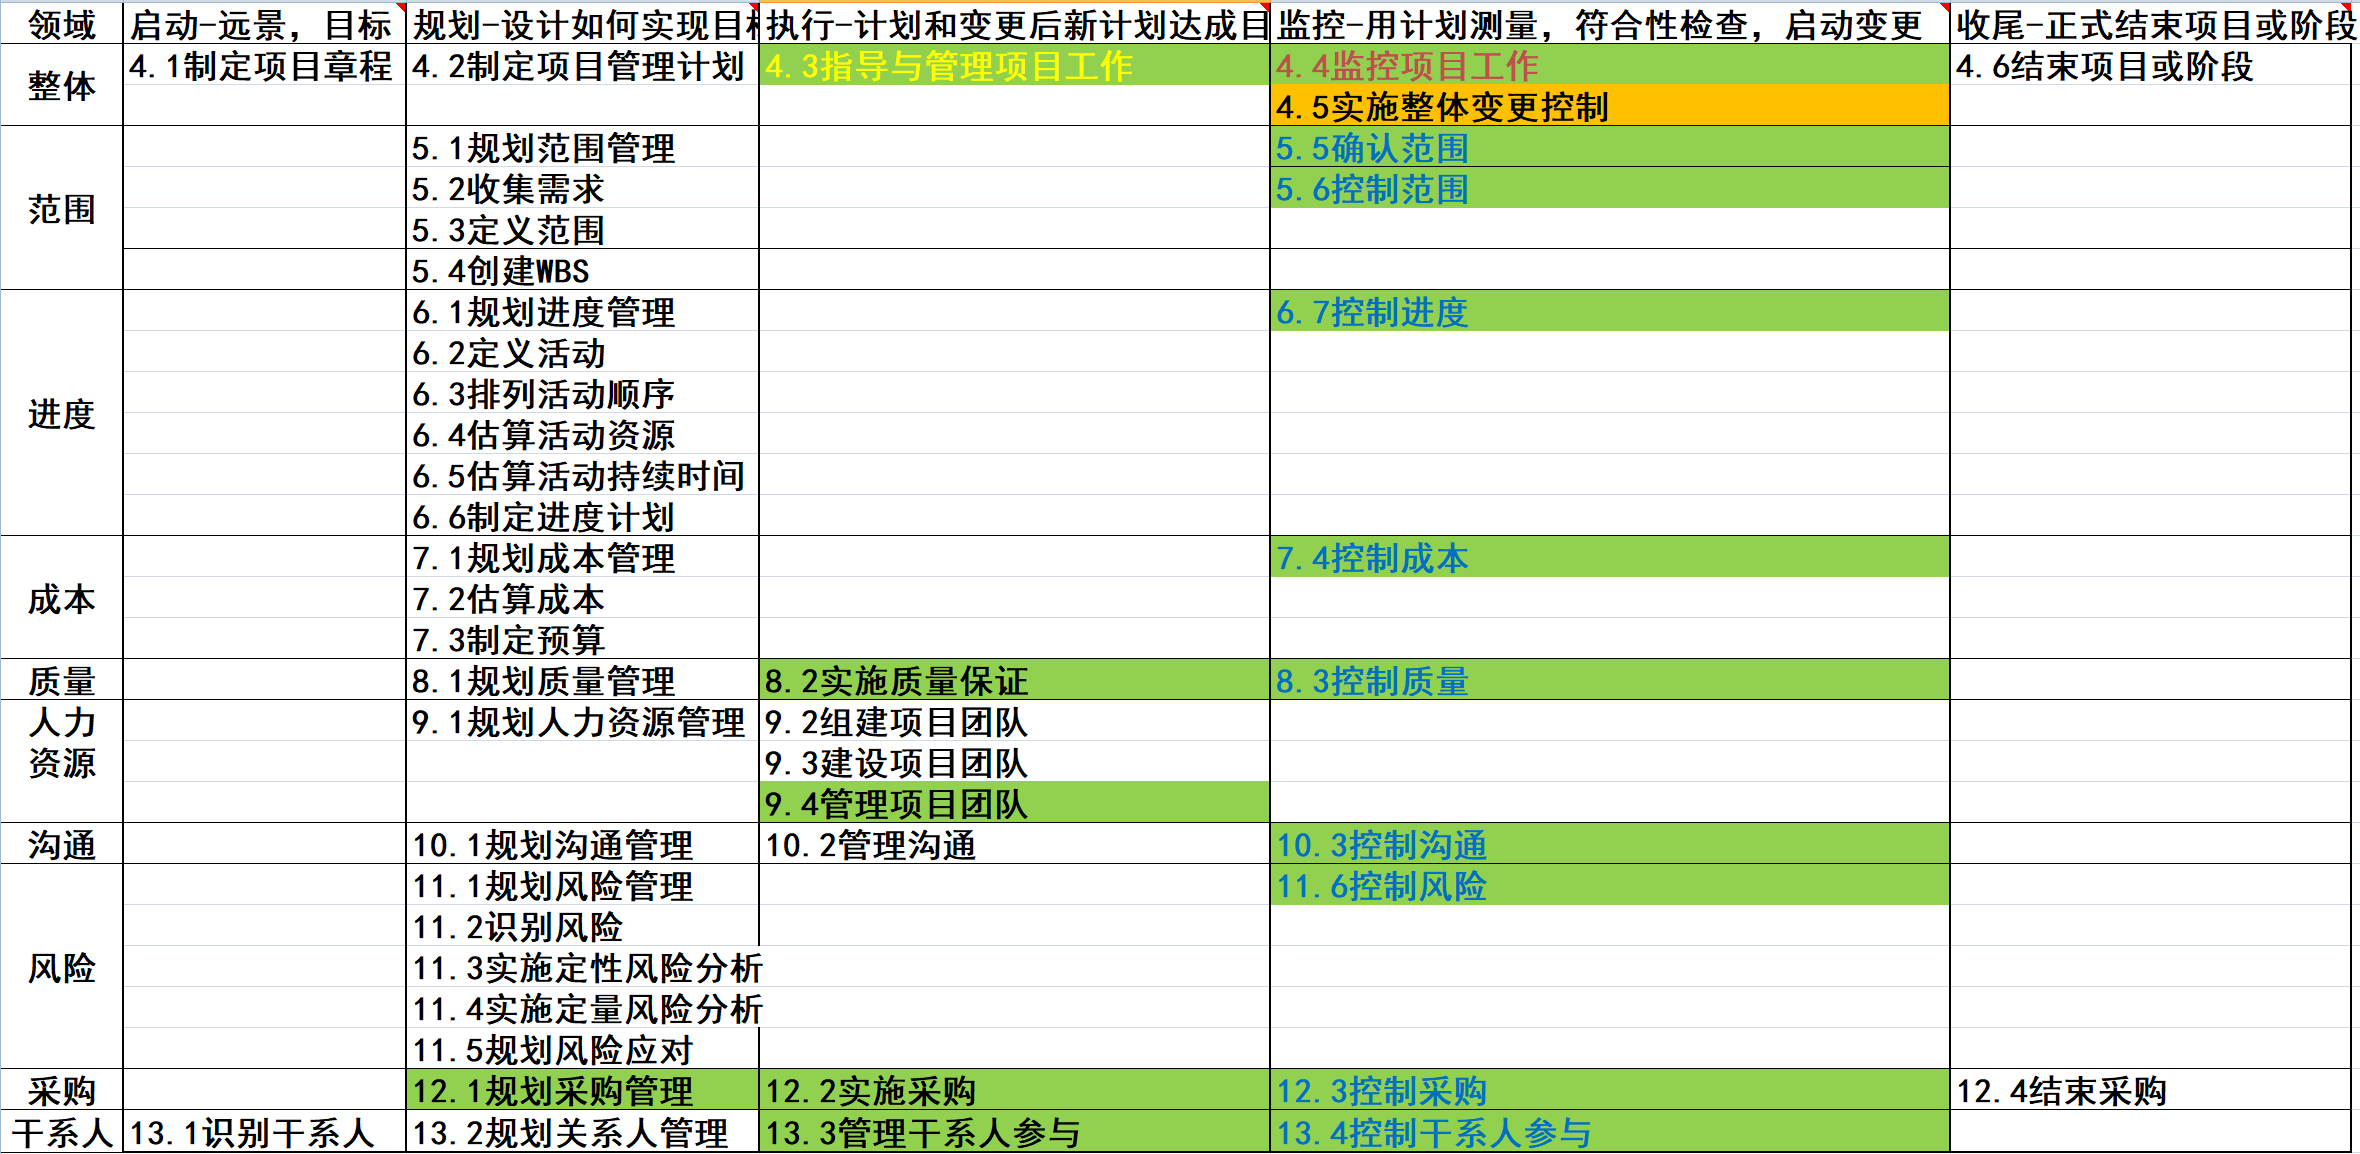 领域 启动-远景，目标 规划-设计如何实现目标 执行-计划和变更后新计划达成目 监控-用计划测量，符合性检查，启动变更 收尾-正式结束项目或阶段
整体 4.1制定项目章程 4.2制定项目管理计划 4.3指导与管理项目工作 4.4监控项目工作 4.6结束项目或阶段
4.5实施整体变更控制
范围 5.1规划范围管理 5.5确认范围
5.2收集需求 5.6控制范围
5.3定义范围
5.4创建WBS
进度 6.1规划进度管理 6.7控制进度
6.2定义活动
6.3排列活动顺序
6.4估算活动资源
6.5估算活动持续时间
6.6制定进度计划
成本 7.1规划成本管理 7.4控制成本
7.2估算成本
7.3制定预算
质量 8.1规划质量管理 8.2实施质量保证 8.3控制质量
人力 9.1规划人力资源管理 9.2组建项目团队
资源 9.3建设项目团队
9.4管理项目团队
沟通 10.1规划沟通管理 10.2管理沟通 10.3控制沟通
风险 11.1规划风险管理 11.6控制风险
11.2识别风险
11.3实施定性风险分析
11.4实施定量风险分析
11.5规划风险应对
采购 12.1规划采购管理 12.2实施采购 12.3控制采购 12.4结束采购
干系人 13.1识别干系人 13.2规划关系人管理 13.3管理干系人参与 13.4控制干系人参与